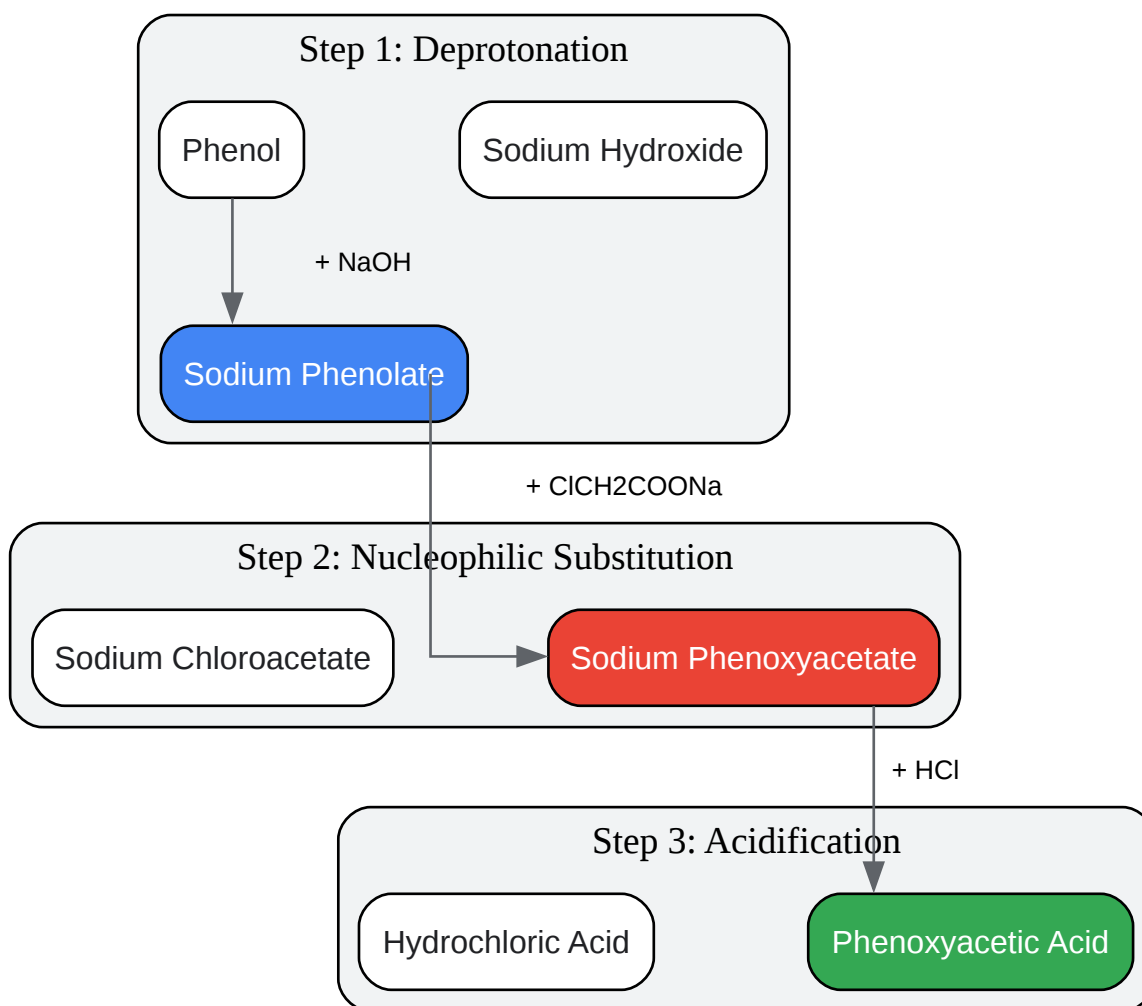 Step 1: Deprotonation
Phenol
Sodium Hydroxide
+ NaOH
Sodium Phenolate
+ ClCH2COONa
Step 2: Nucleophilic Substitution
Sodium Chloroacetate
Sodium Phenoxyacetate
+ HCl
Step 3: Acidification
Hydrochloric Acid
Phenoxyacetic Acid